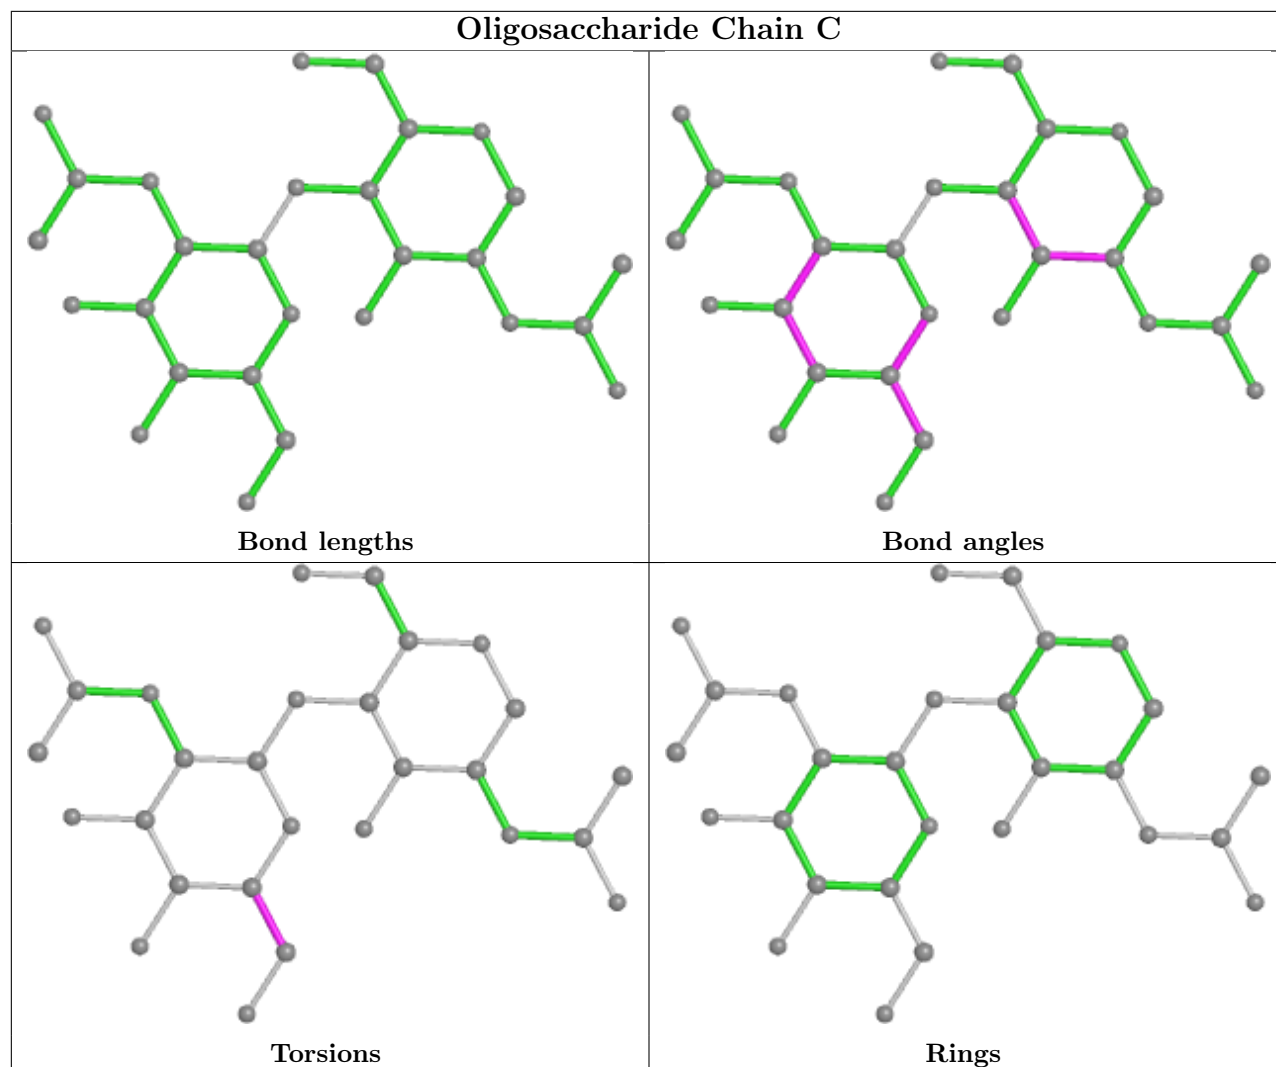 Oligosaccharide Chain C
Bond lengths
Bond angles
Torsions
Rings